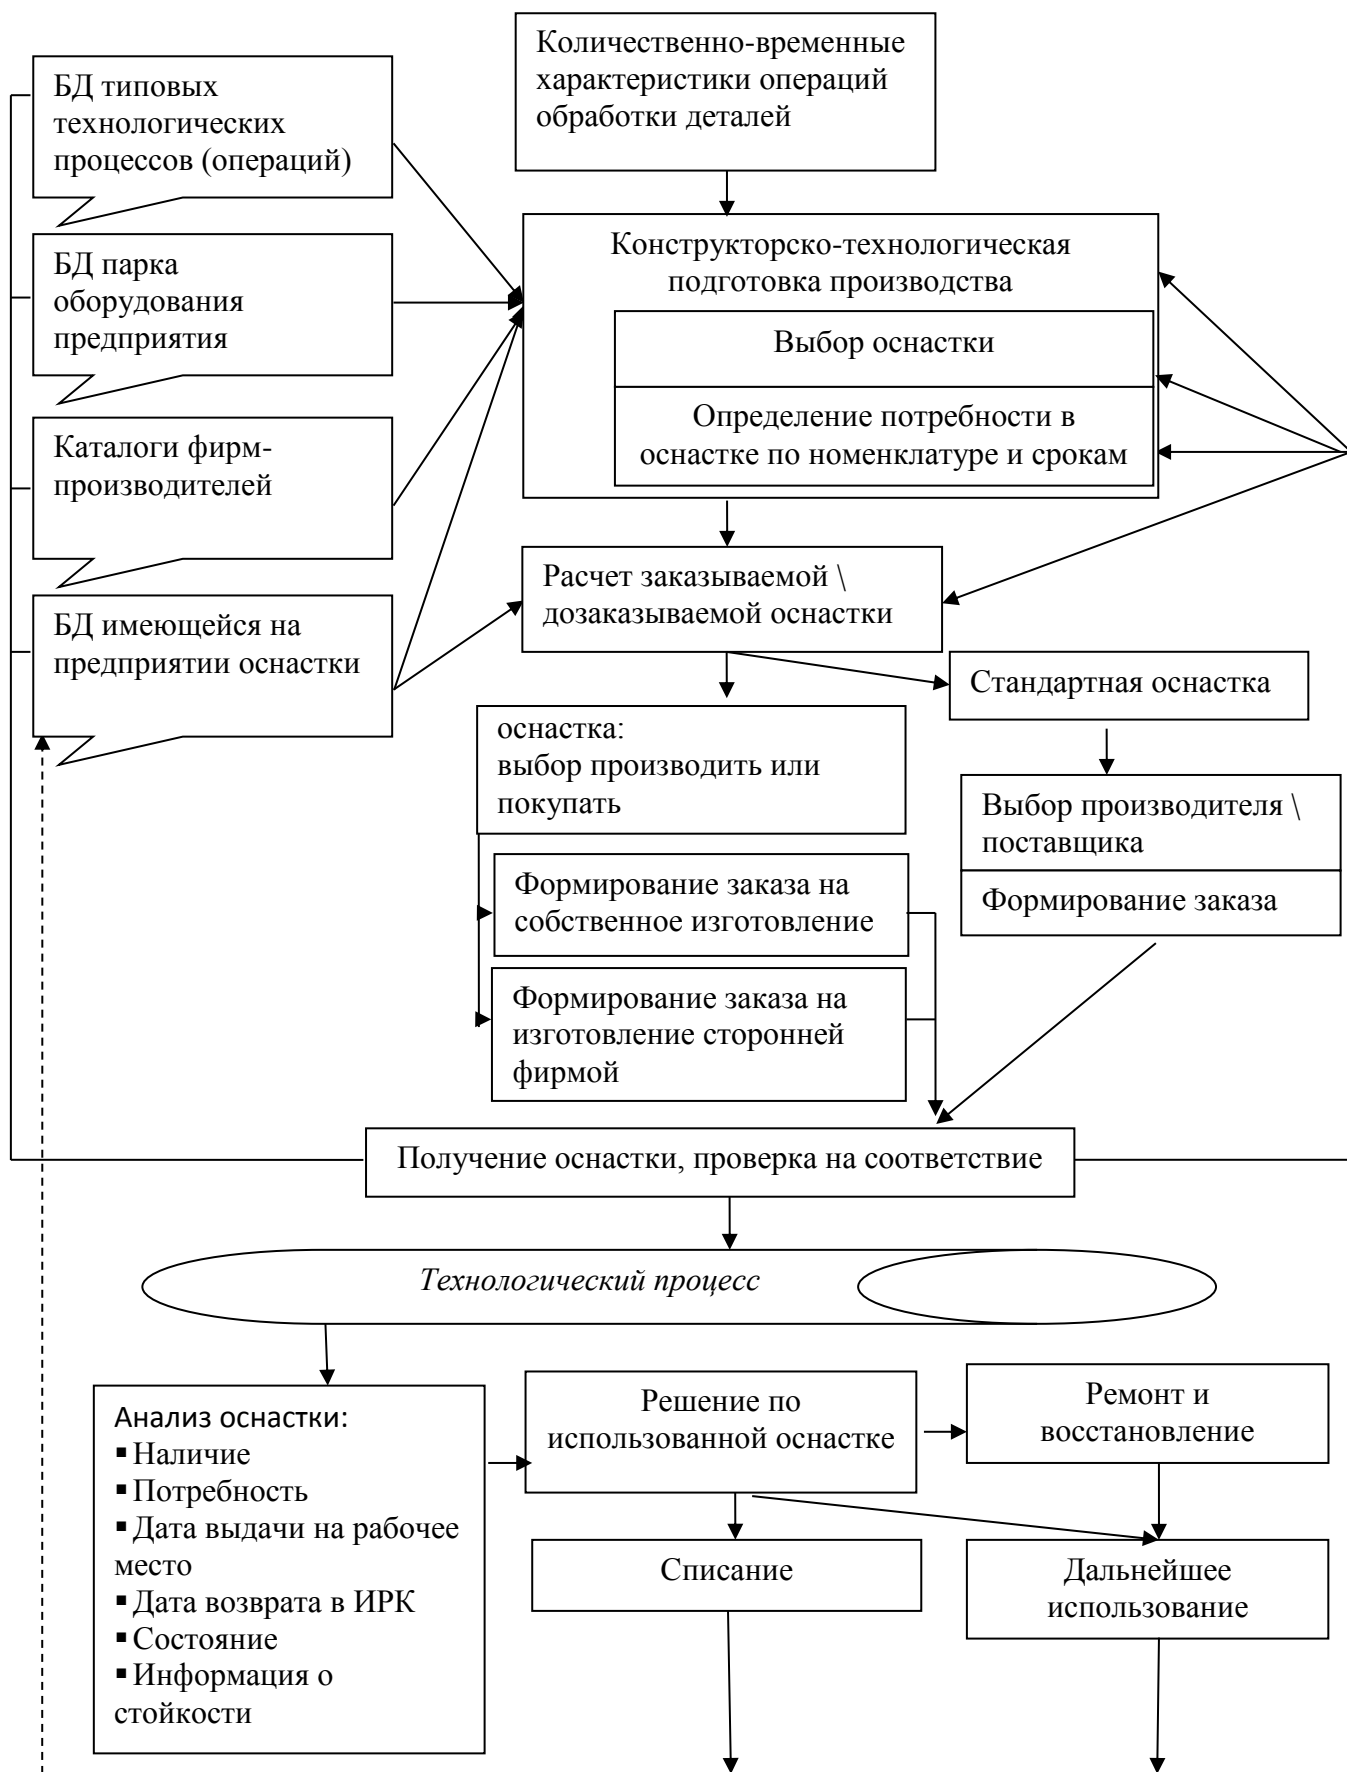 Количественно-временные
характеристики операций
обработки деталей
БД типовых
технологических
процессов (операций)
БД парка
оборудования
предприятия
Каталоги фирм-
производителей
БД имеющейся на
предприятии оснастки
Конструкторско-технологическая
подготовка производства
Выбор оснастки
Определение потребности в
оснастке по номенклатуре и срокам
Расчет заказываемой \
дозаказываемой оснастки
Стандартная оснастка
оснастка:
выбор производить или
покупать
Выбор производителя \
поставщика
Формирование заказа
Формирование заказа на
собственное изготовление
Формирование заказа на
изготовление сторонней
фирмой
Получение оснастки, проверка на соответствие
Технологический процесс
Анализ оснастки:
▪ Наличие
▪ Потребность
▪ Дата выдачи на рабочее
место
▪ Дата возврата в ИРК
▪ Состояние
▪ Информация о
стойкости
Решение по
использованной оснастке
Ремонт и
восстановление
Списание
Дальнейшее
использование